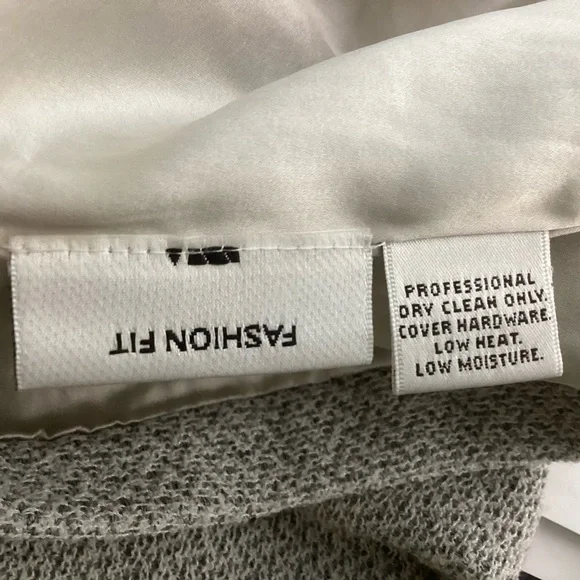 FASHION FIT
PROFESSIONAL
DRY CLEAN ONLY.
COVER HARDWARE.
LOW HEAT.
LOW MOISTURE.